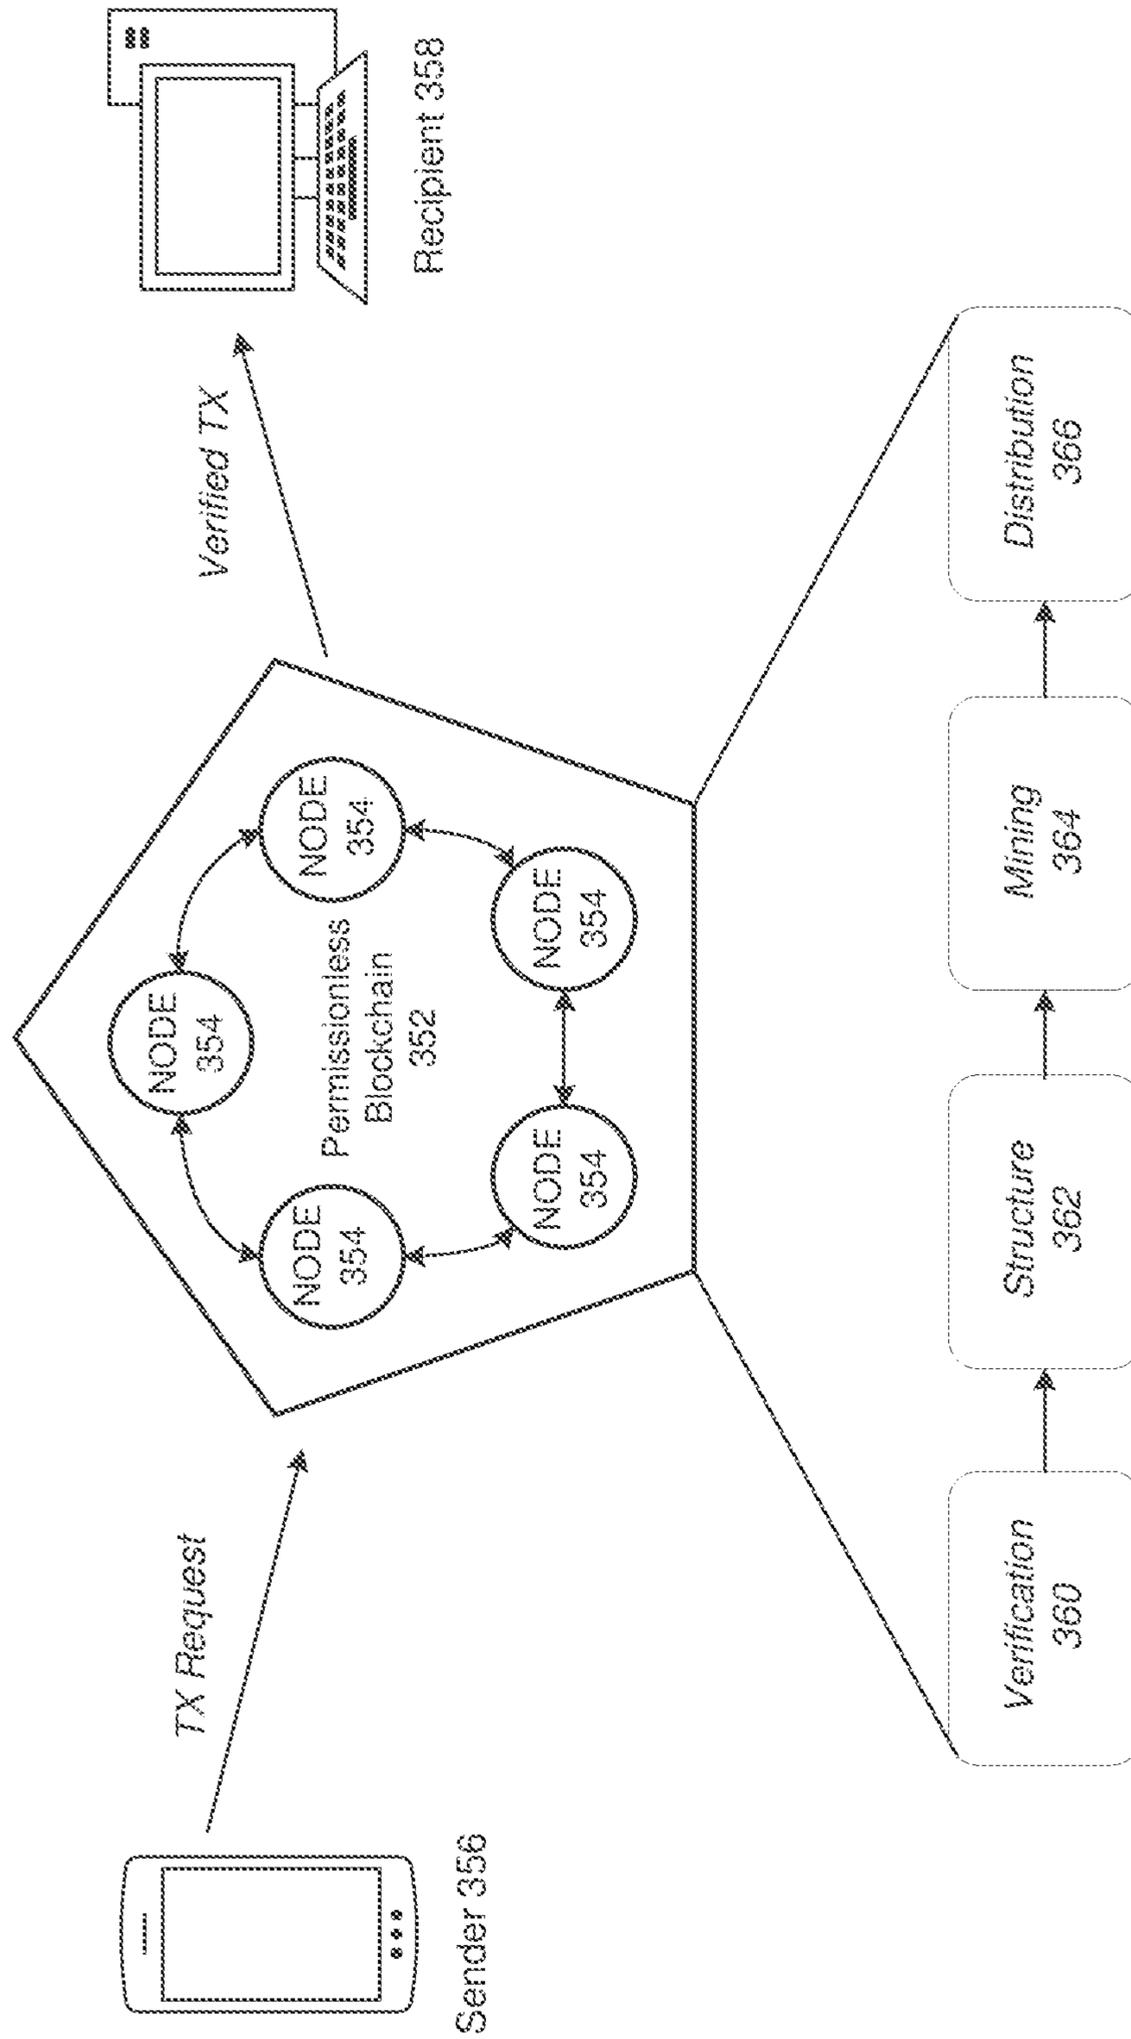 Sender 356
TX Request
NODE
354
NODE
354
NODE
354
NODE
354
NODE
354
Permissionless
Blockchain
352
Verified TX
Recipient 358
Verification
360
Structure
362
Mining
364
Distribution
366